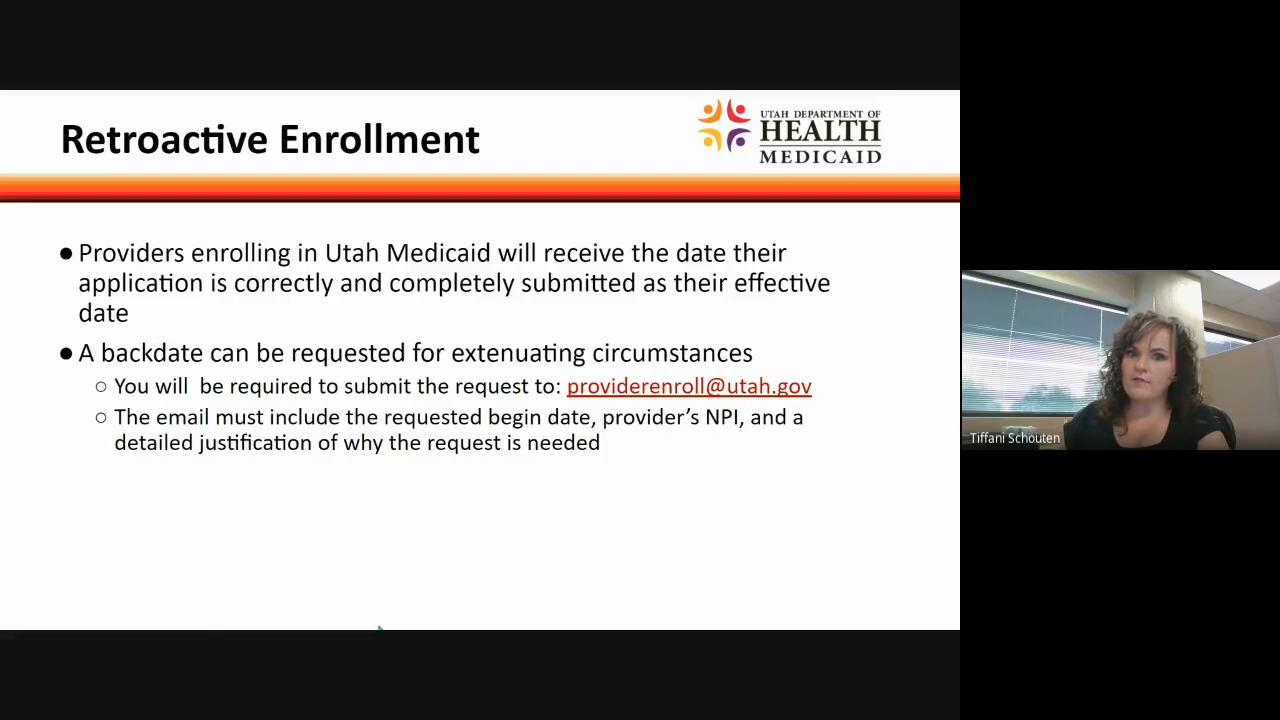 Retroactive Enrollment
UTAH DEPARTMENT OF
HEALTH
MEDICAID
● Providers enrolling in Utah Medicaid will receive the date their
application is correctly and completely submitted as their effective
date
● A backdate can be requested for extenuating circumstances
○ You will  be required to submit the request to: providerenroll@utah.gov
○ The email must include the requested begin date, provider’s NPI, and a
detailed justification of why the request is needed
Tiffani Schouten